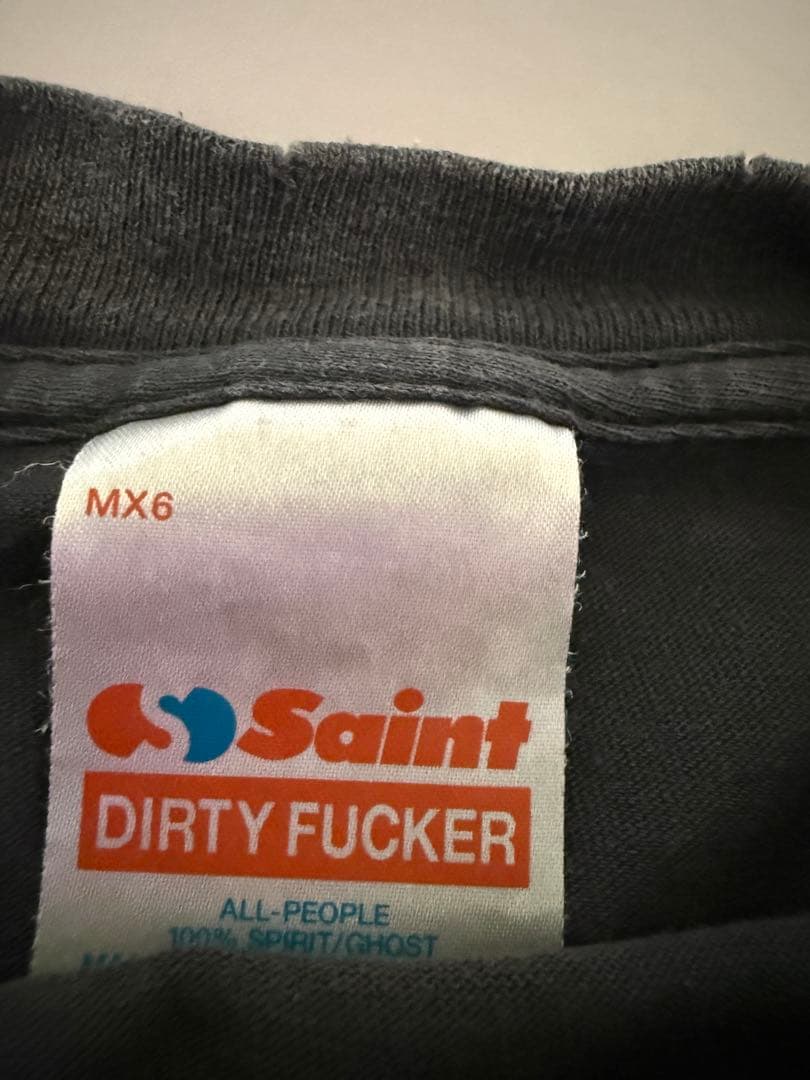 MX6
Saint
DIRTY FUCKER
ALL-PEOPLE
100% SPIRIT/GHOST